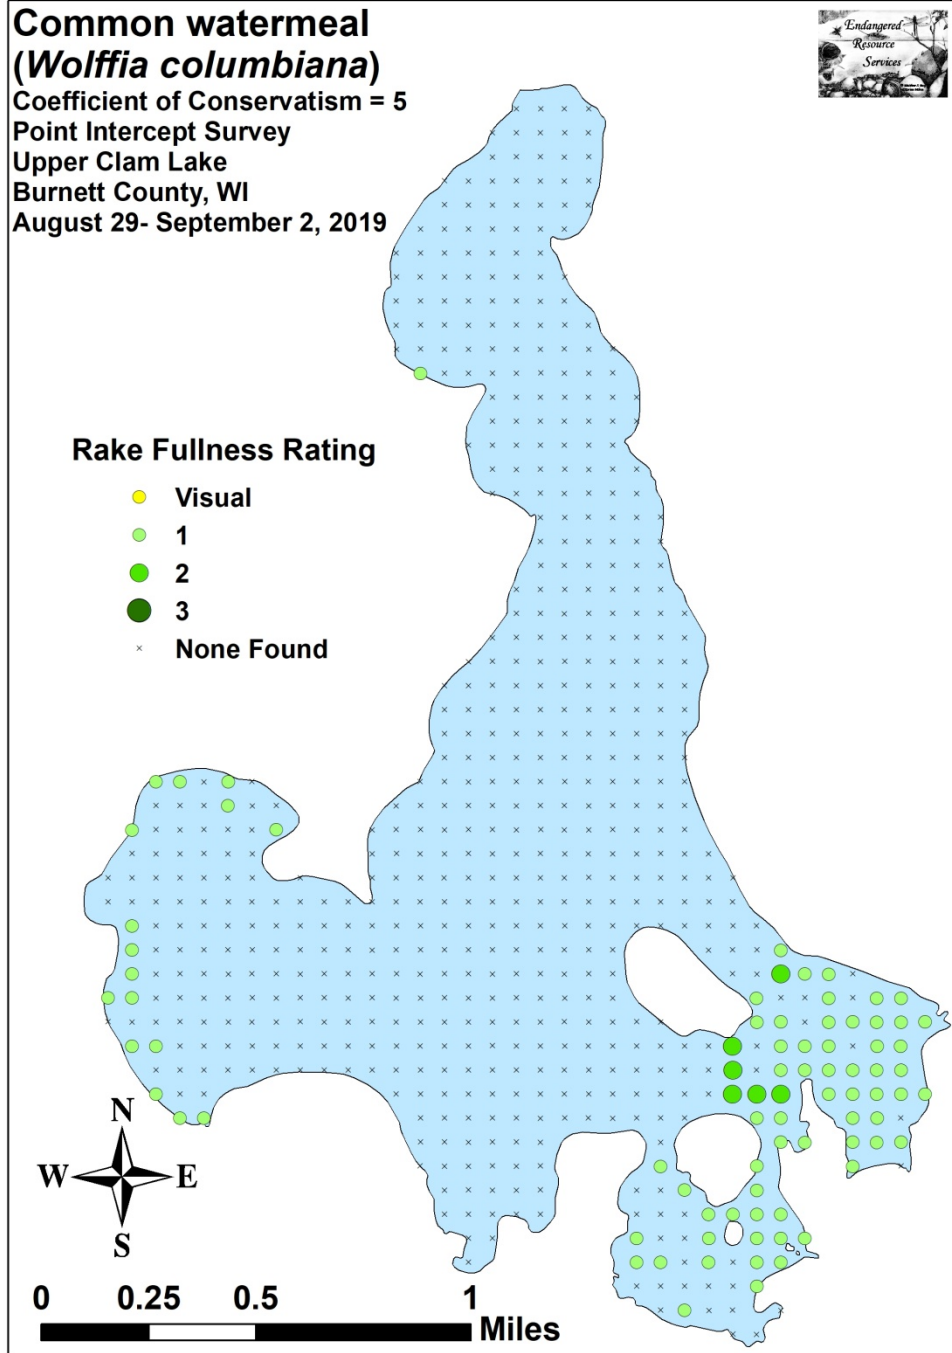 Common watermeal
(Wolffia columbiana)
Coefficient of Conservatism = 5
Point Intercept Survey
Upper Clam Lake
Burnett County, WI
August 29- September 2, 2019
Endangered
Resource
Services
Rake Fullness Rating
Visual
1
2
3
None Found
N
W E
S
0 0.25 0.5 1
Miles